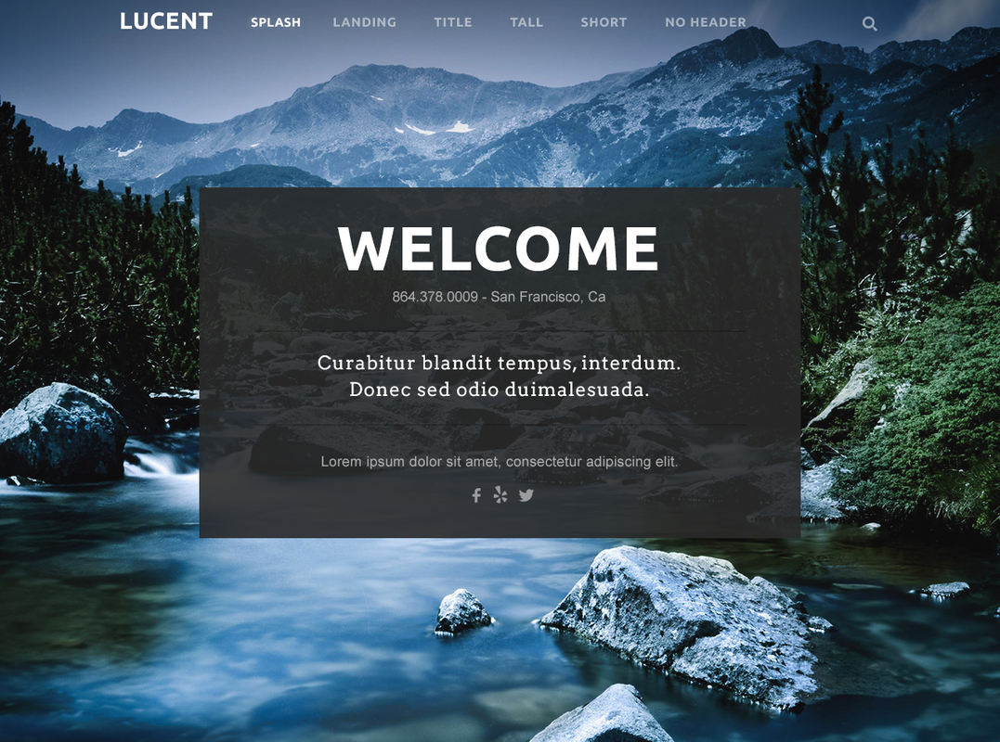 LUCENT SPLASH LANDING TITLE TALL SHORT NO HEADER
WELCOME
864.378.0009 - San Francisco, Ca
Curabitur blandit tempus, interdum.
Donec sed odio duimalesuada.
Lorem ipsum dolor sit amet, consectetur adipiscing elit.